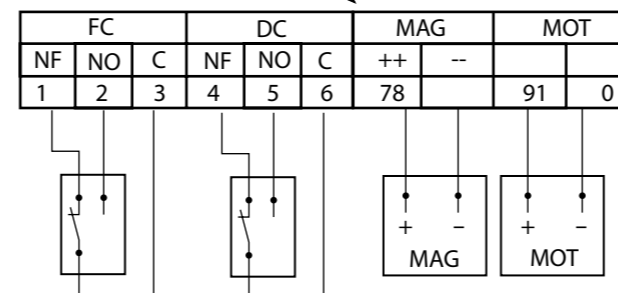 FC DC MAG MOT
NF NO C NF NO C ++ --
1 2 3 4 5 6 78 91 0
+ – + –
MAG MOT